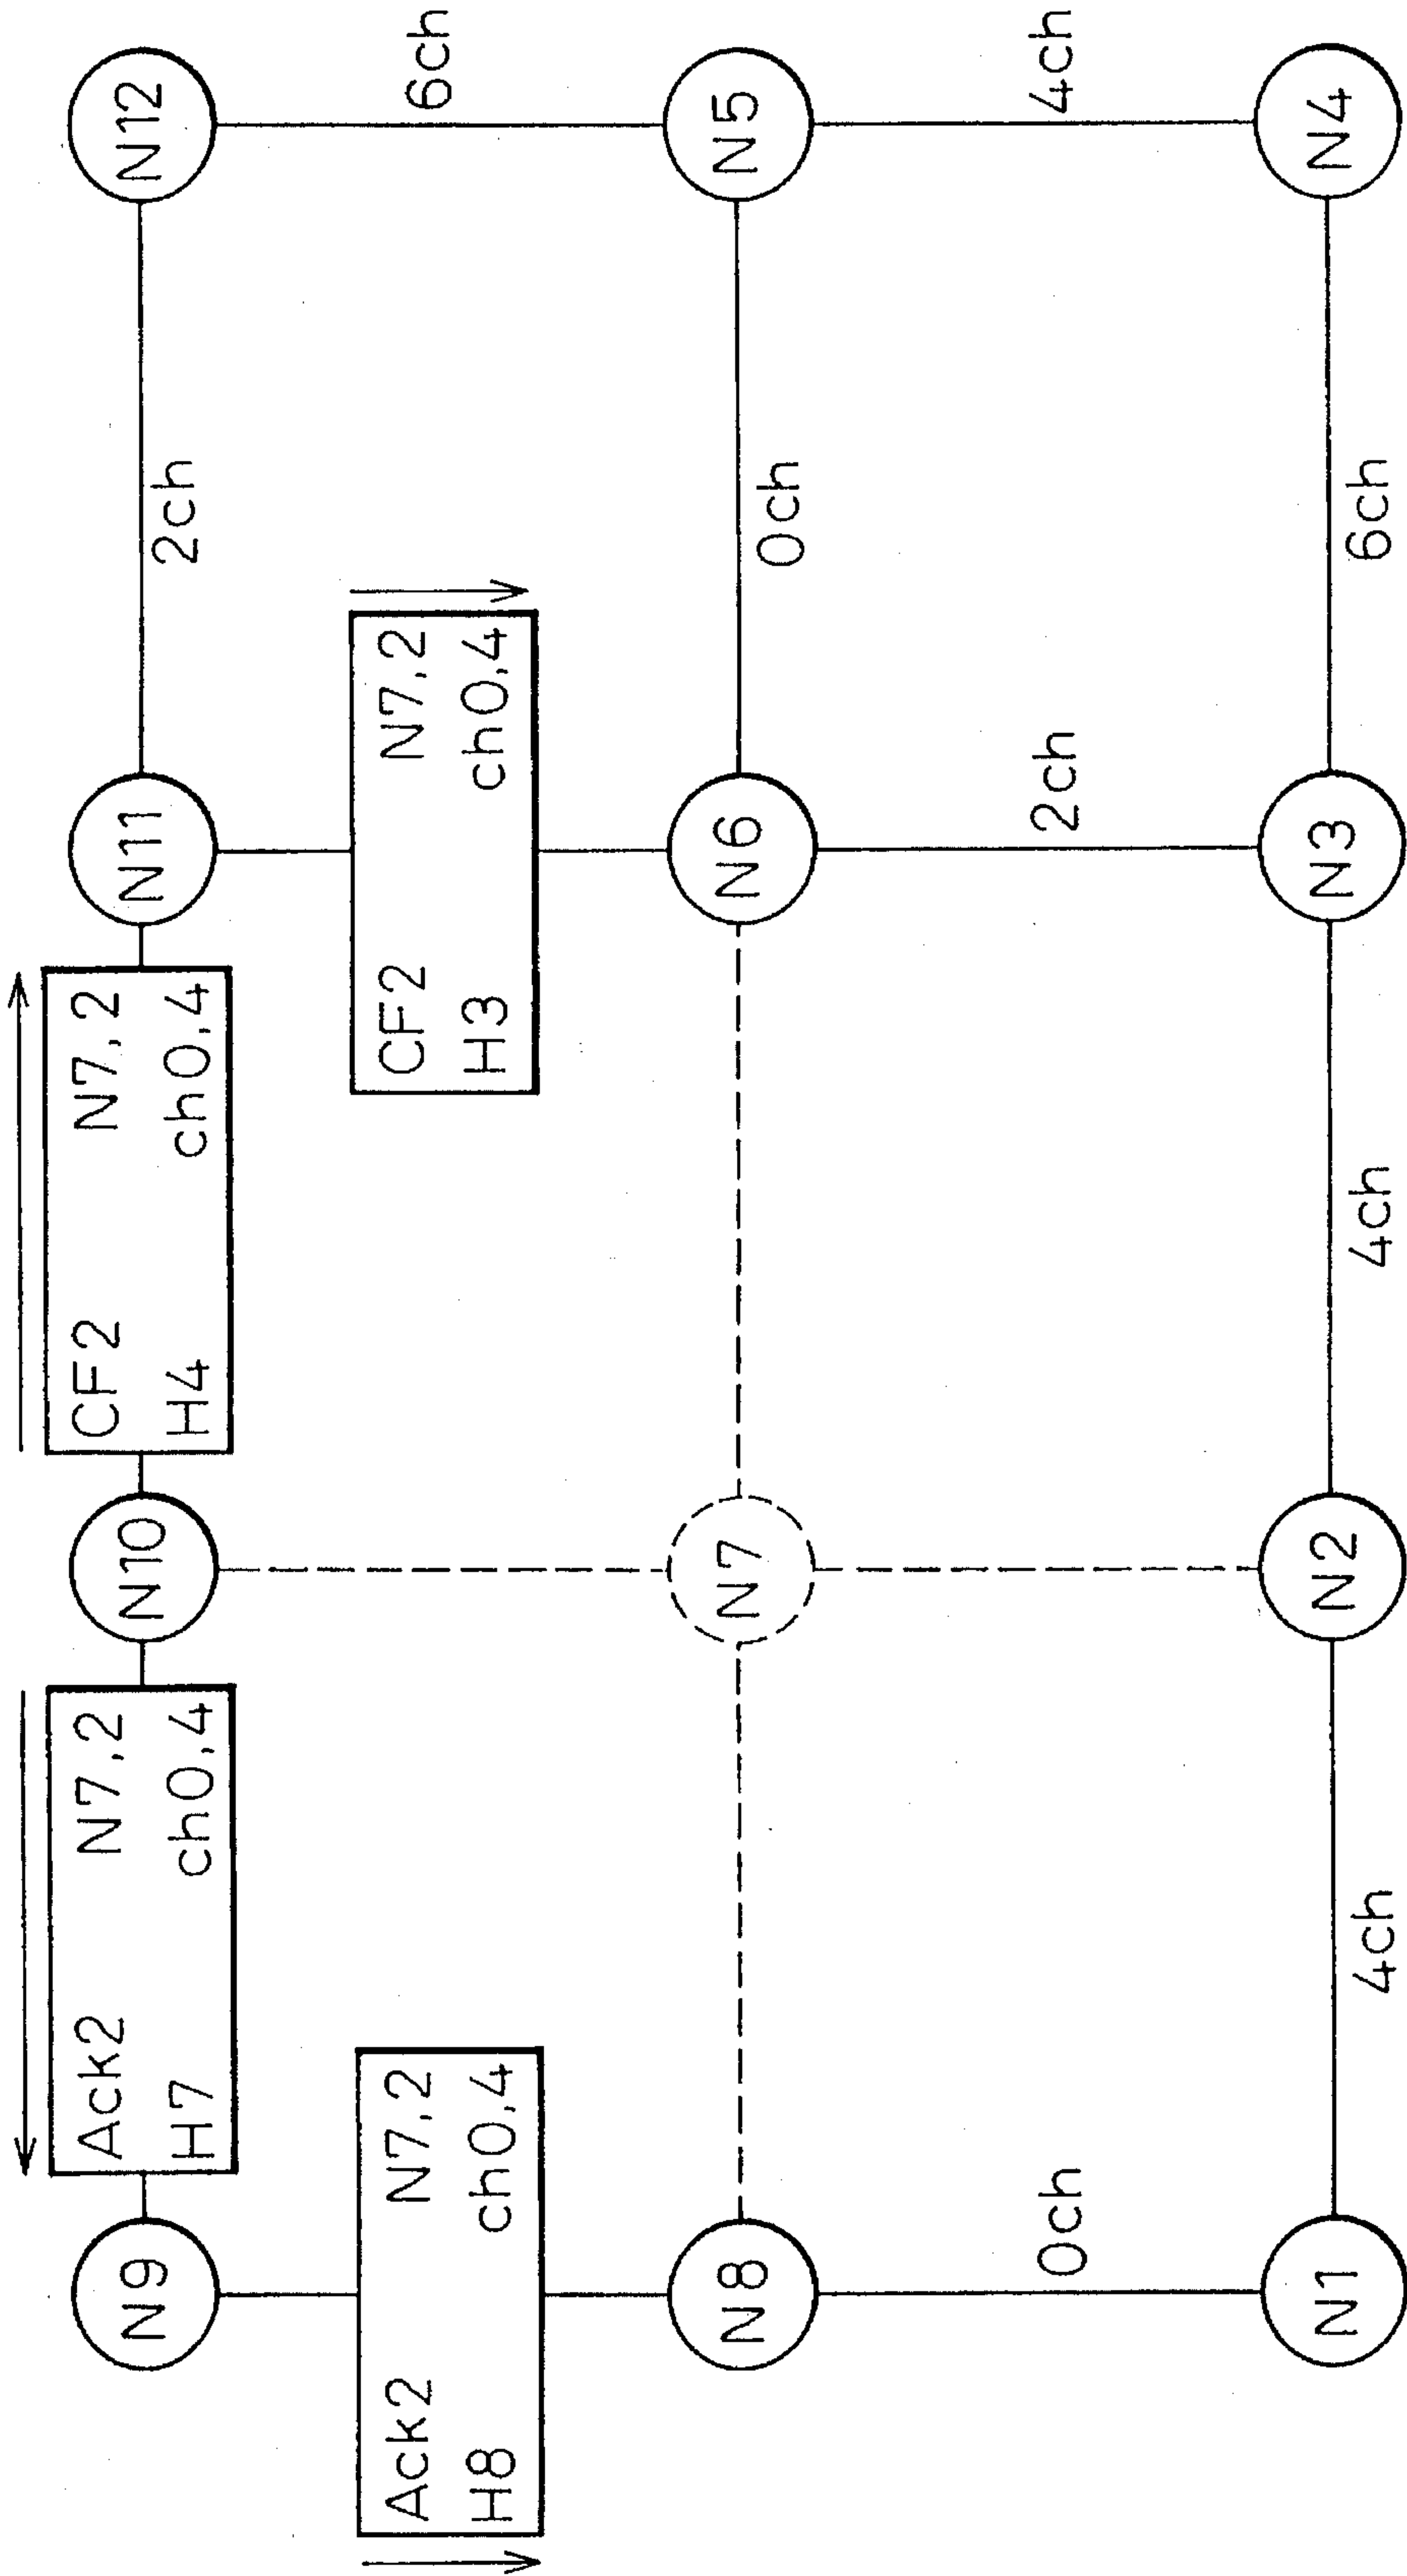 N9
Ack2 N7,2
H7 ch0,4
N10
CF2 N7,2
H4 ch0,4
N11
2ch
N12
Ack2 N7,2
H8 ch0,4
CF2 N7,2
H3 ch0,4
6ch
N8
N7
N6
0ch
N5
0ch
2ch
4ch
N1
4ch
N2
4ch
N3
6ch
N4